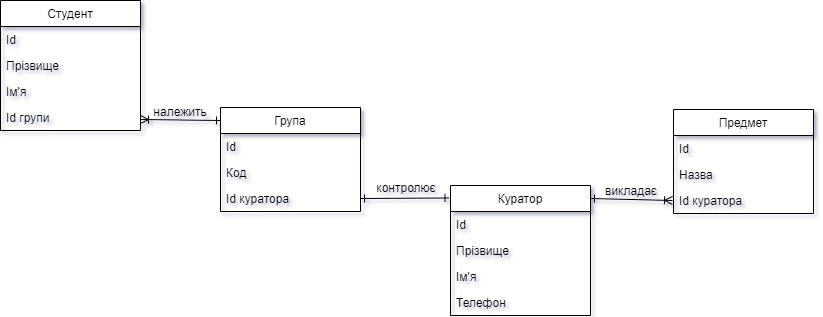 Студент
Id
Прізвище
Ім'я
Id групи
належить
Група
Id
Код
Id куратора
контролює
Куратор
Id
Прізвище
Ім'я
Телефон
викладає
Предмет
Id
Назва
Id куратора